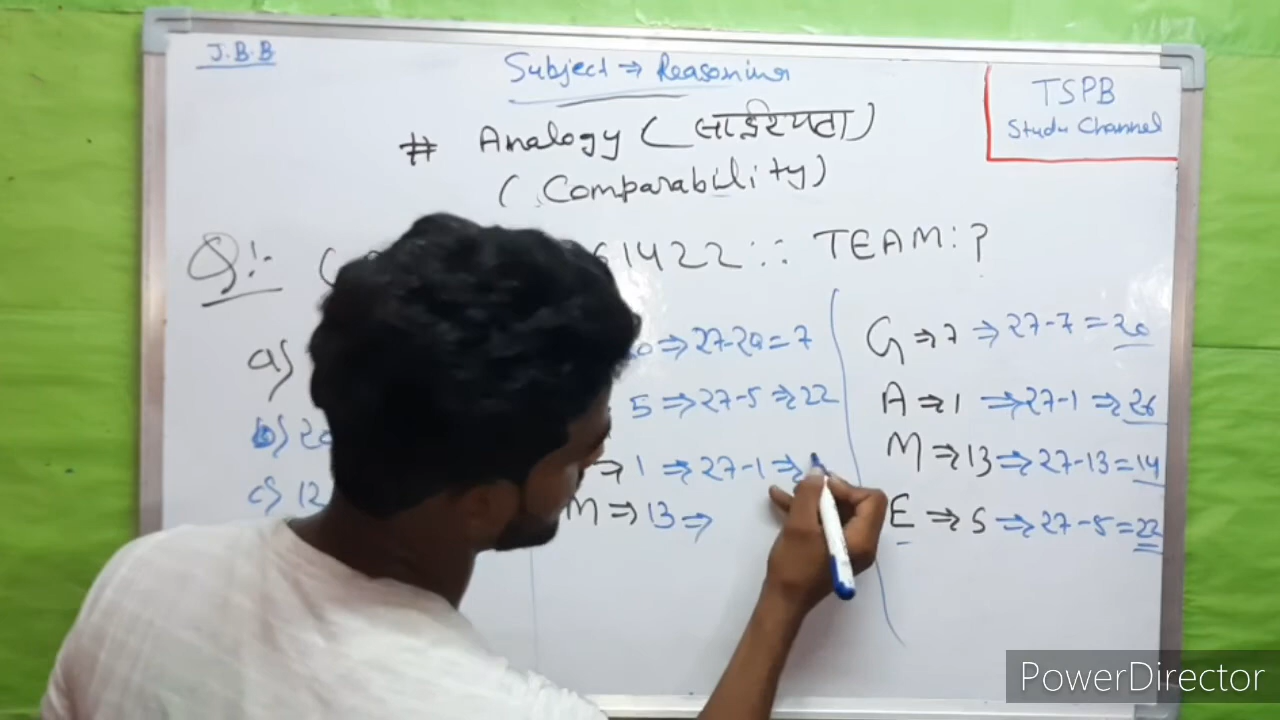 J.B.B
Subject ⇒ Reasoning
TSPB
Study Channel
# Analogy (
(Comparability)
Q:- 61422 :: TEAM : ?
a)
b) 20
c) 12
⇒ 27-20 = 7
5 ⇒ 27-5 ⇒ 22
⇒ 1 ⇒ 27-1 ⇒
M ⇒ 13 ⇒
G ⇒ 7 ⇒ 27-7 = 20
A ⇒ 1 ⇒ 27-1 ⇒ 26
M ⇒ 13 ⇒ 27-13 = 14
E ⇒ 5 ⇒ 27-5 = 22
PowerDirector